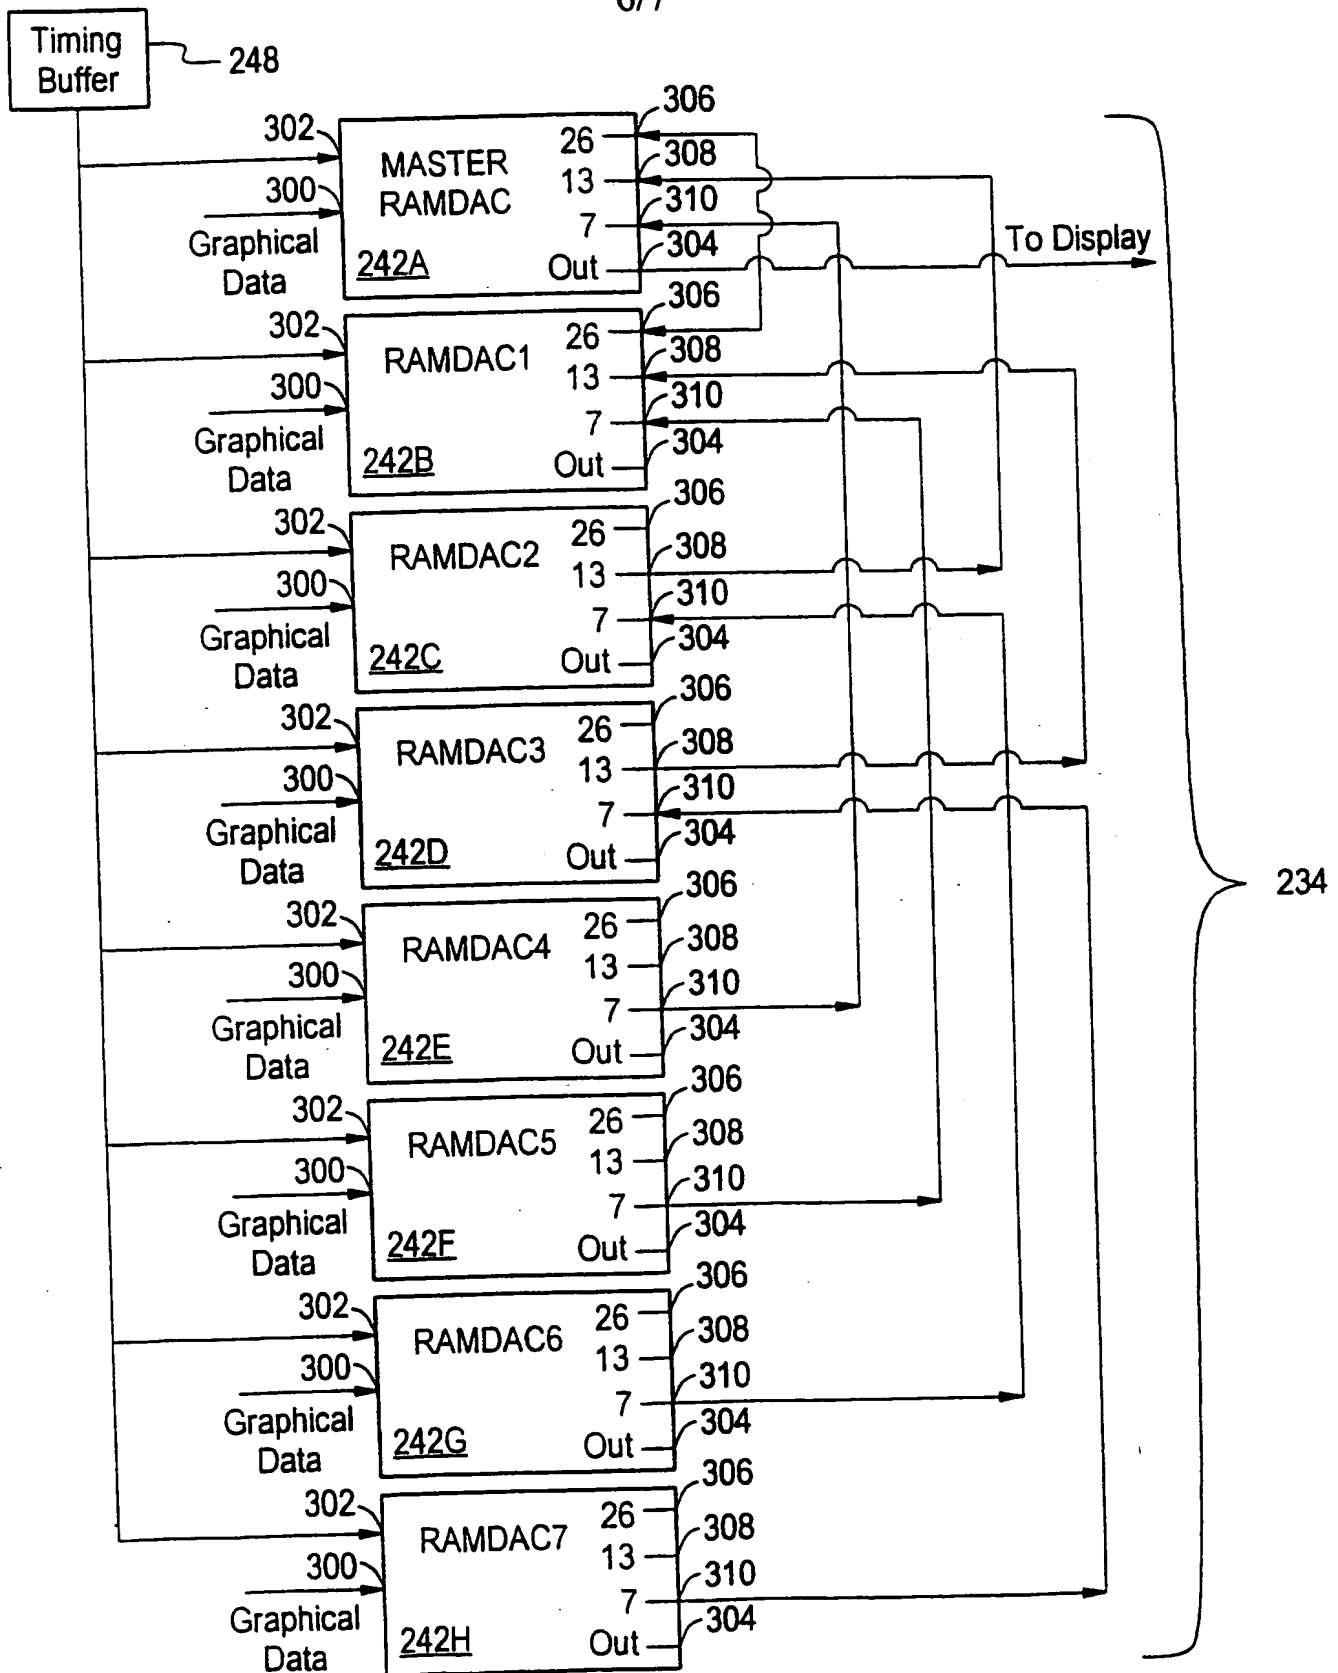 6/7
Timing
Buffer
248
302
300
Graphical
Data
MASTER
RAMDAC
242A
26
13
7
Out
306
308
310
304
To Display
302
300
Graphical
Data
RAMDAC1
242B
26
13
7
Out
306
308
310
304
302
300
Graphical
Data
RAMDAC2
242C
26
13
7
Out
306
308
310
304
302
300
Graphical
Data
RAMDAC3
242D
26
13
7
Out
306
308
310
304
234
302
300
Graphical
Data
RAMDAC4
242E
26
13
7
Out
306
308
310
304
302
300
Graphical
Data
RAMDAC5
242F
26
13
7
Out
306
308
310
304
302
300
Graphical
Data
RAMDAC6
242G
26
13
7
Out
306
308
310
304
302
300
Graphical
Data
RAMDAC7
242H
26
13
7
Out
306
308
310
304